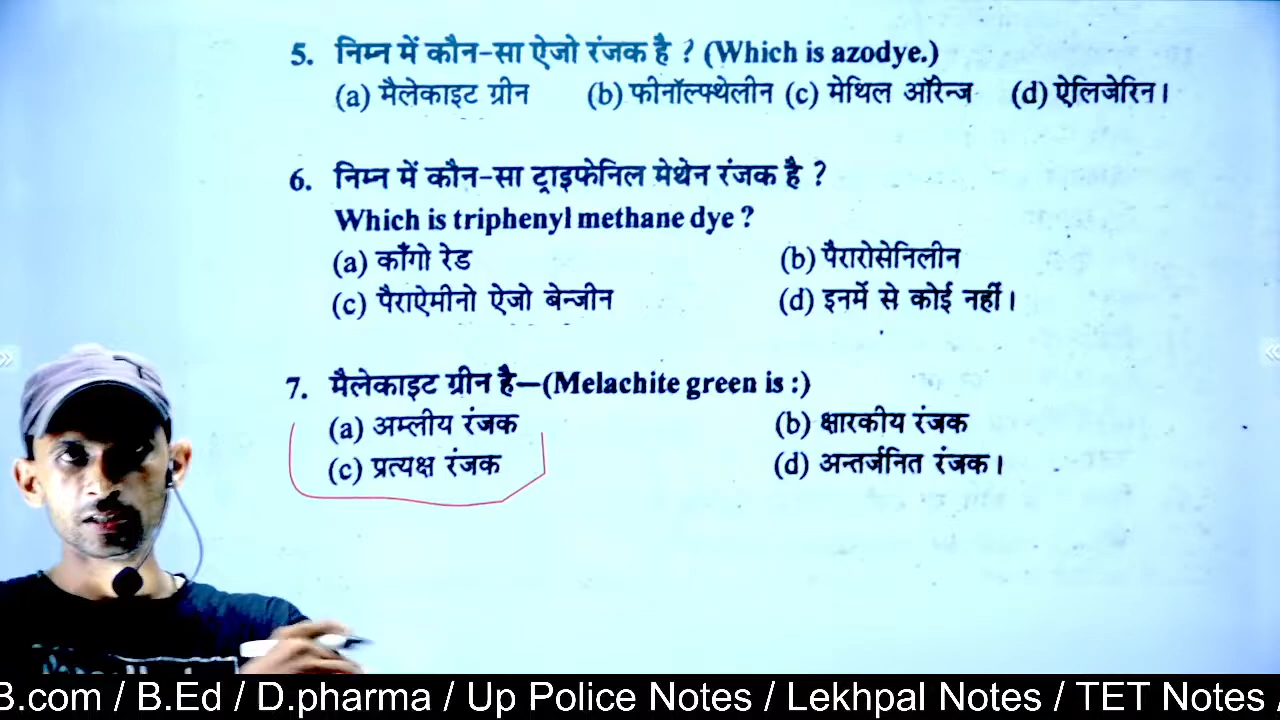 5. निम्न में कौन-सा ऐजो रंजक है ? (Which is azodye.)
(a) मैलेकाइट ग्रीन (b) फीनॉल्फ्थेलीन (c) मेथिल ऑरेन्ज (d) ऐलिजेरिन।
6. निम्न में कौन-सा ट्राइफेनिल मेथेन रंजक है ?
Which is triphenyl methane dye ?
(a) काँगो रेड (b) पैरारोसेनिलीन
(c) पैराऐमीनो ऐजो बेन्जीन (d) इनमें से कोई नहीं।
7. मैलेकाइट ग्रीन है—(Melachite green is :)
(a) अम्लीय रंजक (b) क्षारकीय रंजक
(c) प्रत्यक्ष रंजक (d) अन्तर्जनित रंजक।
B.com / B.Ed / D.pharma / Up Police Notes / Lekhpal Notes / TET Notes /